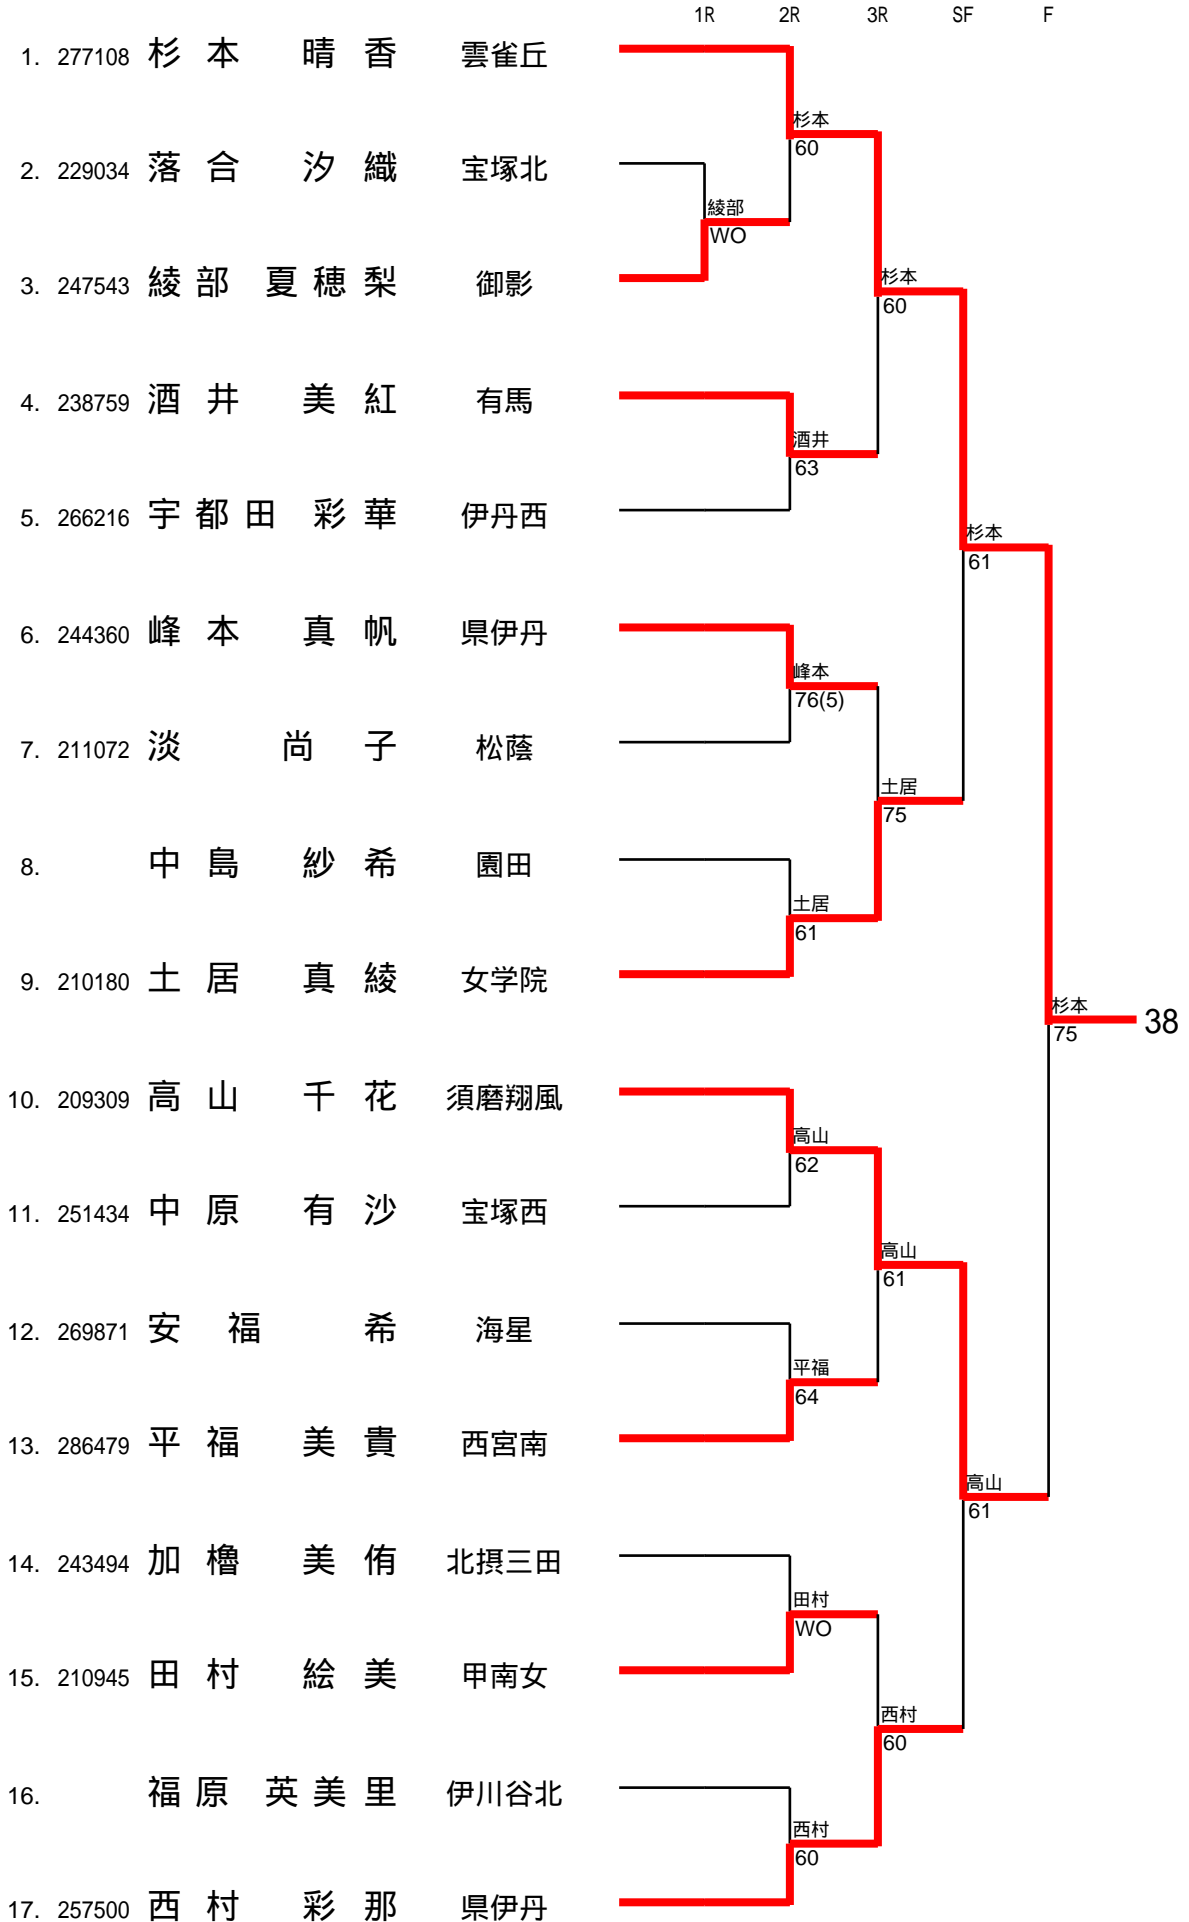 1R 2R 3R SF F
1. 277108 杉本 晴香 雲雀丘
杉本
60
2. 229034 落合 汐織 宝塚北
綾部
WO
3. 247543 綾部 夏穂梨 御影
杉本
60
4. 238759 酒井 美紅 有馬
酒井
63
5. 266216 宇都田 彩華 伊丹西
杉本
61
6. 244360 峰本 真帆 県伊丹
峰本
76(5)
7. 211072 淡 尚子 松蔭
土居
75
8. 中島 紗希 園田
土居
61
9. 210180 土居 真綾 女学院
杉本
75
38
10. 209309 高山 千花 須磨翔風
高山
62
11. 251434 中原 有沙 宝塚西
高山
61
12. 269871 安福 希 海星
平福
64
13. 286479 平福 美貴 西宮南
高山
61
14. 243494 加櫓 美侑 北摂三田
田村
WO
15. 210945 田村 絵美 甲南女
西村
60
16. 福原 英美里 伊川谷北
西村
60
17. 257500 西村 彩那 県伊丹